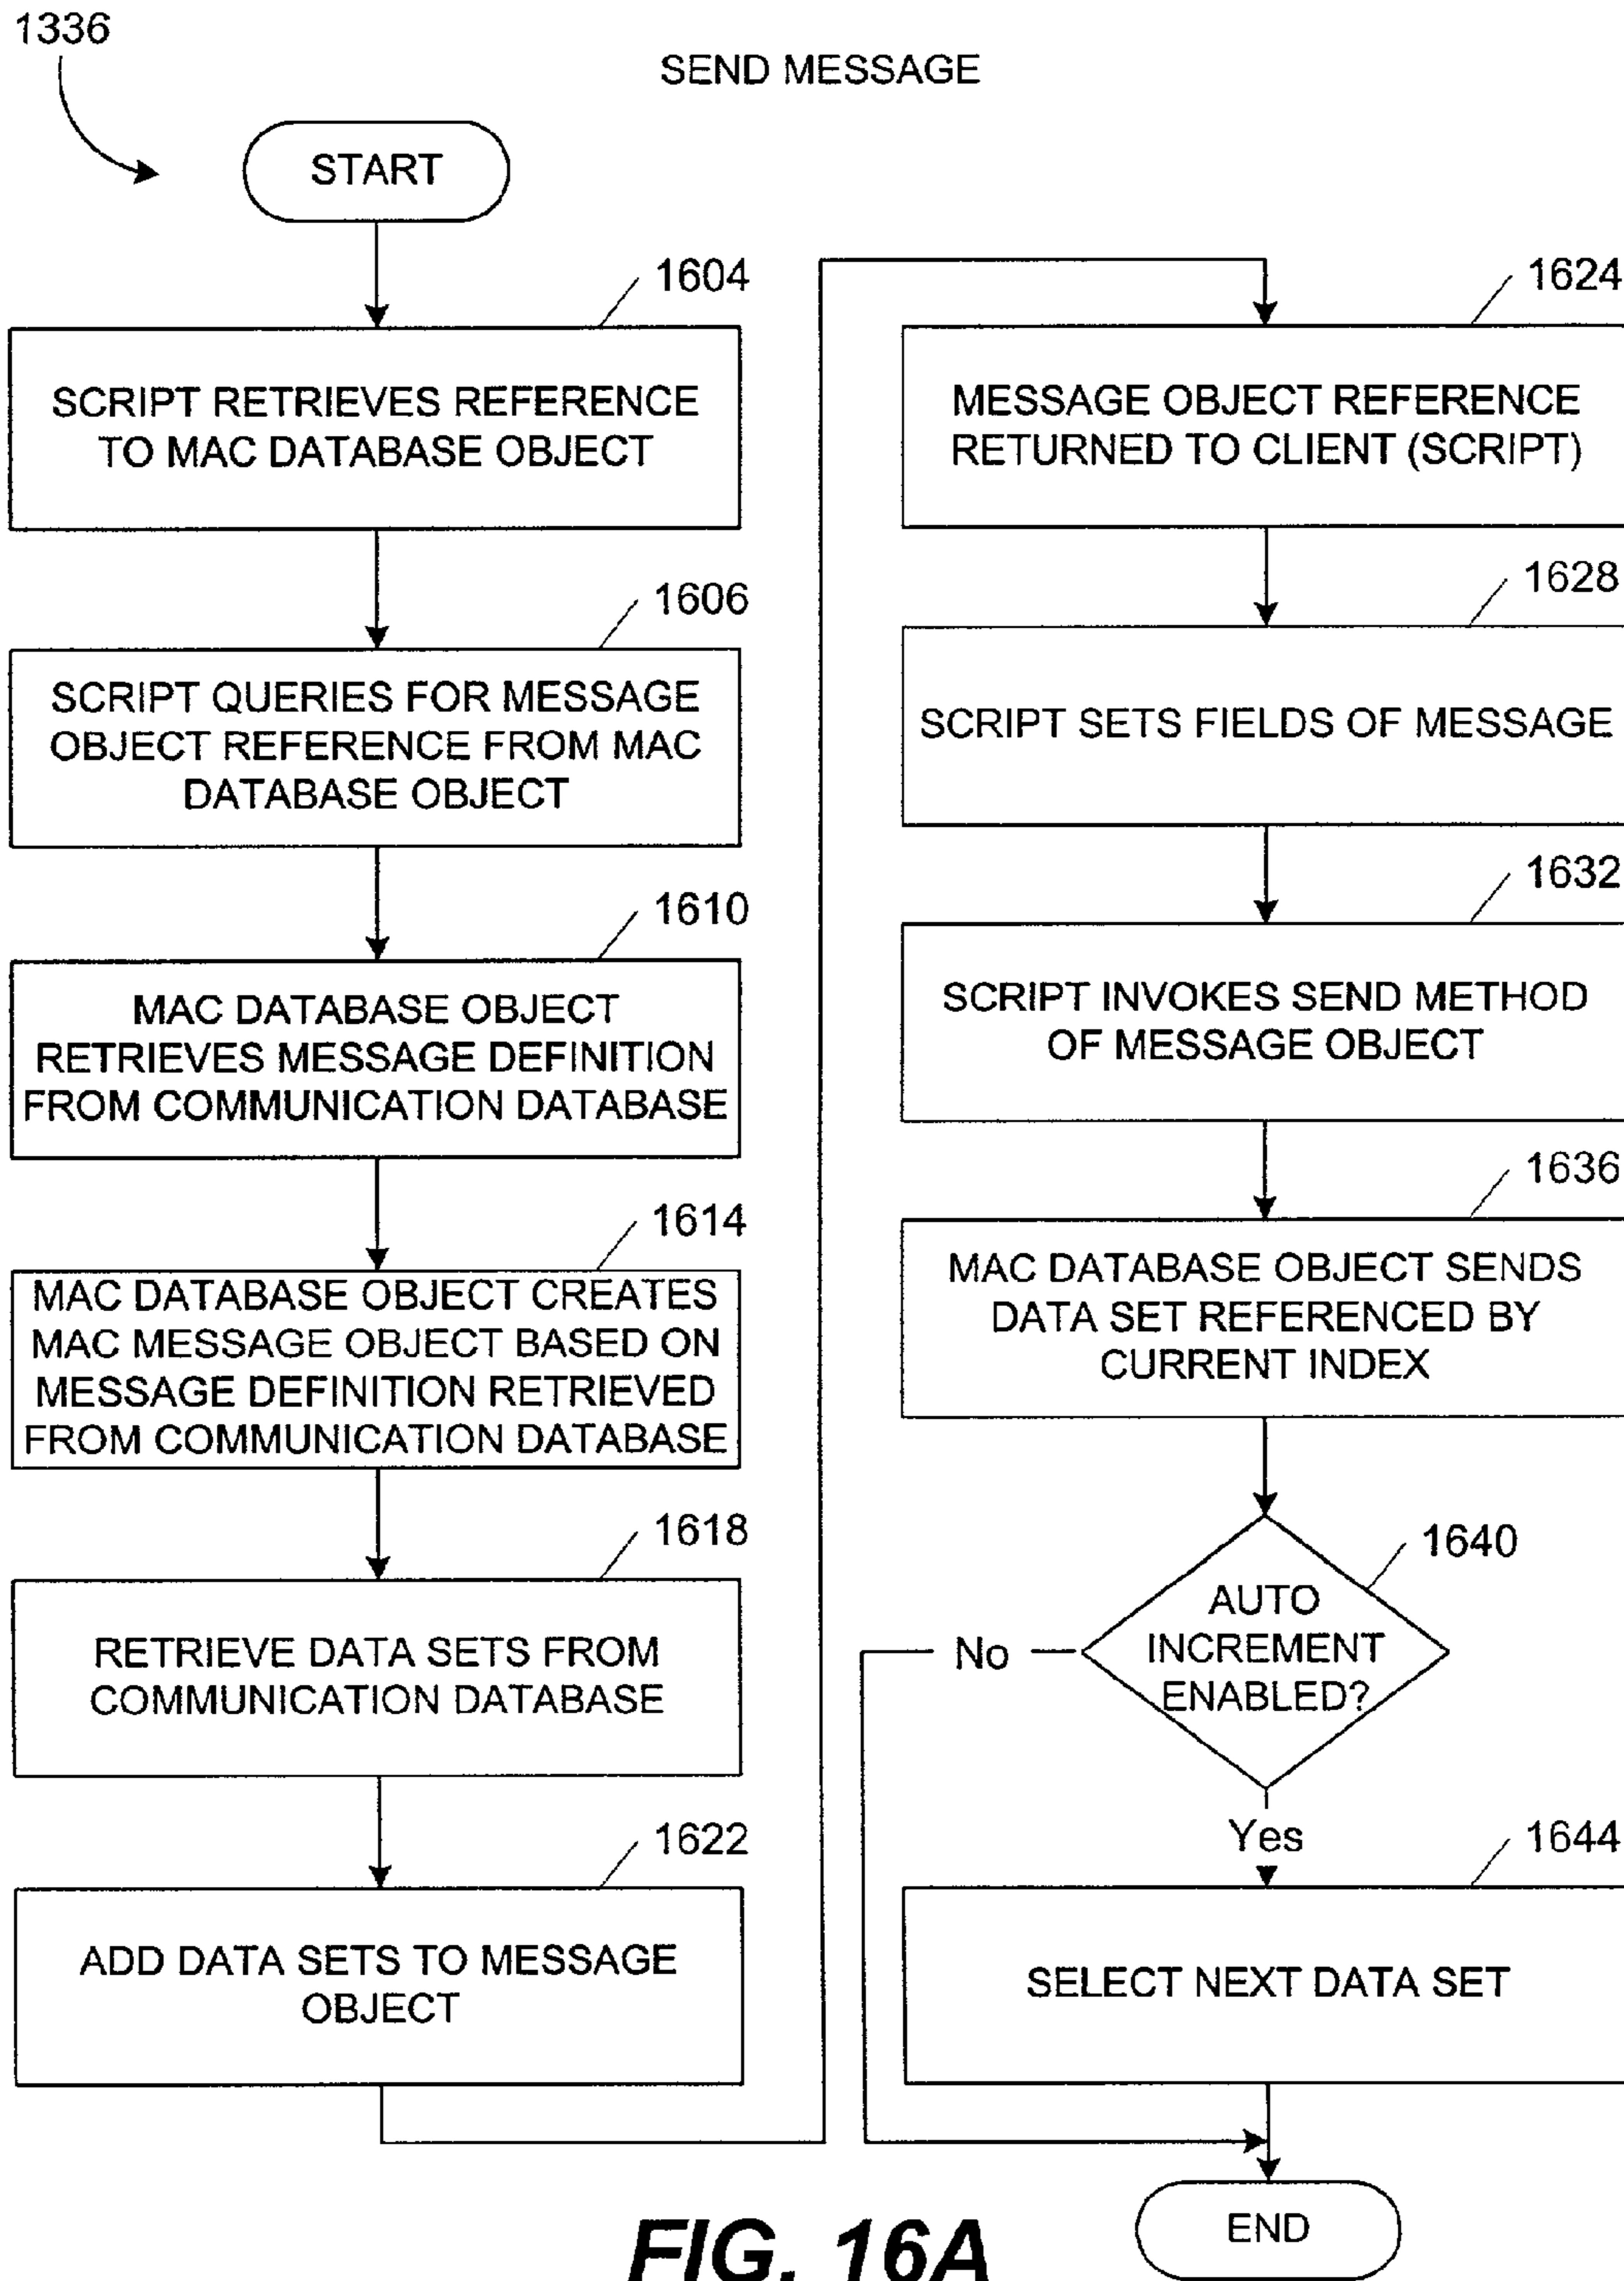 1336
SEND MESSAGE
START
1604
SCRIPT RETRIEVES REFERENCE
TO MAC DATABASE OBJECT
1606
SCRIPT QUERIES FOR MESSAGE
OBJECT REFERENCE FROM MAC
DATABASE OBJECT
1610
MAC DATABASE OBJECT
RETRIEVES MESSAGE DEFINITION
FROM COMMUNICATION DATABASE
1614
MAC DATABASE OBJECT CREATES
MAC MESSAGE OBJECT BASED ON
MESSAGE DEFINITION RETRIEVED
FROM COMMUNICATION DATABASE
1618
RETRIEVE DATA SETS FROM
COMMUNICATION DATABASE
1622
ADD DATA SETS TO MESSAGE
OBJECT
1624
MESSAGE OBJECT REFERENCE
RETURNED TO CLIENT (SCRIPT)
1628
SCRIPT SETS FIELDS OF MESSAGE
1632
SCRIPT INVOKES SEND METHOD
OF MESSAGE OBJECT
1636
MAC DATABASE OBJECT SENDS
DATA SET REFERENCED BY
CURRENT INDEX
1640
AUTO
INCREMENT
ENABLED?
No
Yes
1644
SELECT NEXT DATA SET
END
FIG. 16A